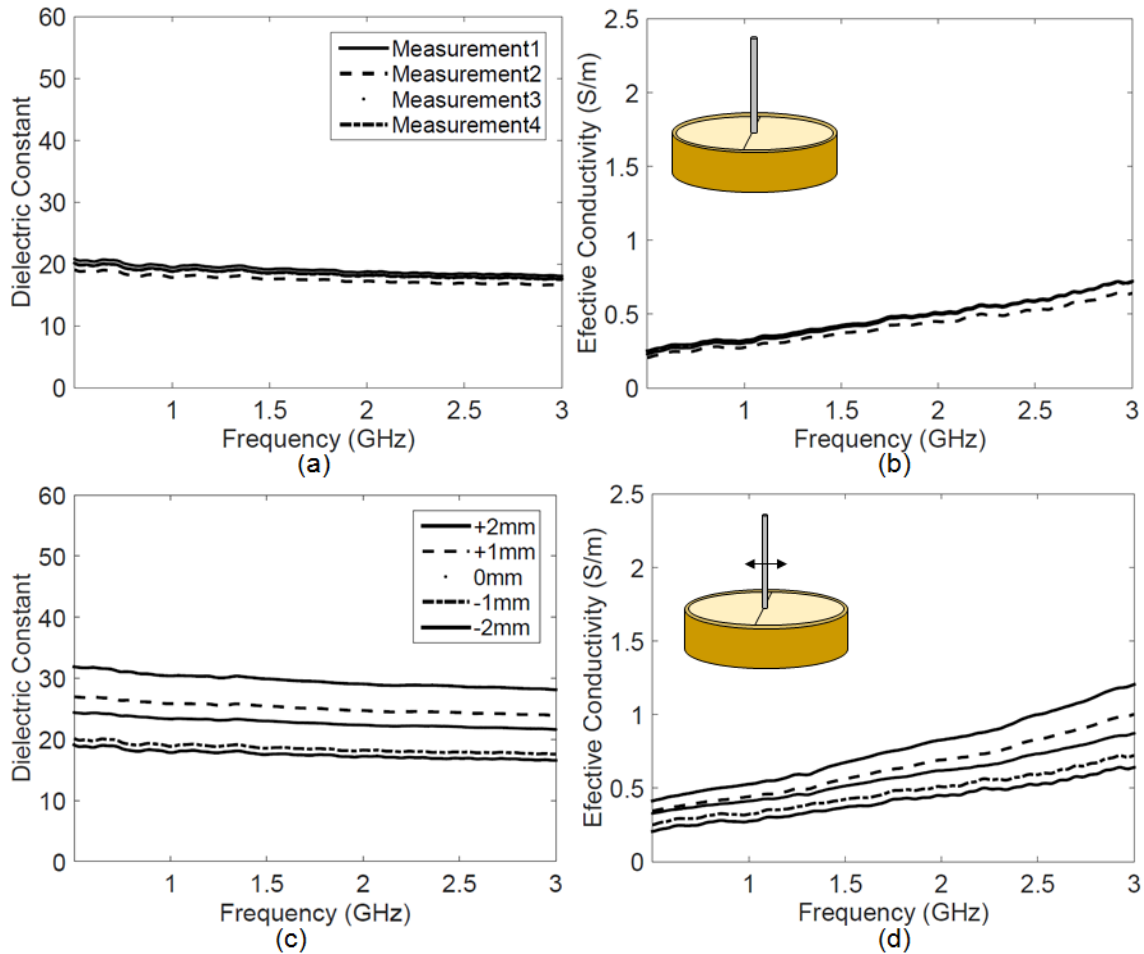 60
50
40
30
20
10
0
Dielectric Constant
Measurement1
Measurement2
Measurement3
Measurement4
1
1.5
2
2.5
3
Frequency (GHz)
(a)
2.5
2
1.5
1
0.5
0
Efective Conductivity (S/m)
1
1.5
2
2.5
3
Frequency (GHz)
(b)
60
50
40
30
20
10
0
Dielectric Constant
+2mm
+1mm
0mm
-1mm
-2mm
1
1.5
2
2.5
3
Frequency (GHz)
(c)
2.5
2
1.5
1
0.5
0
Efective Conductivity (S/m)
1
1.5
2
2.5
3
Frequency (GHz)
(d)